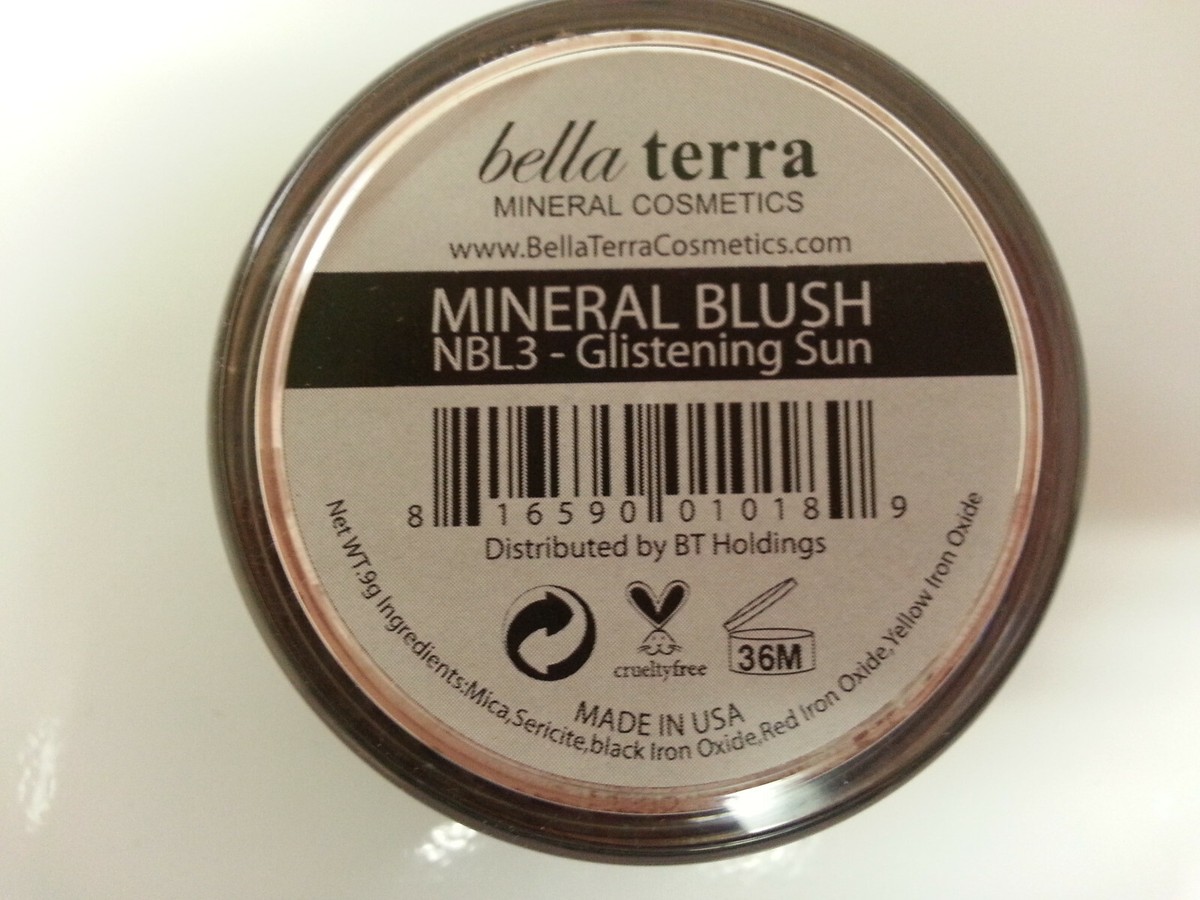 bella terra
MINERAL COSMETICS
www.BellaTerraCosmetics.com
MINERAL BLUSH
NBL3 - Glistening Sun
8 16590 01018 9
Distributed by BT Holdings
crueltyfree
36M
MADE IN USA
Net WT.9g Ingredients:Mica,Sericite,black Iron Oxide,Red Iron Oxide,Yellow Iron Oxide